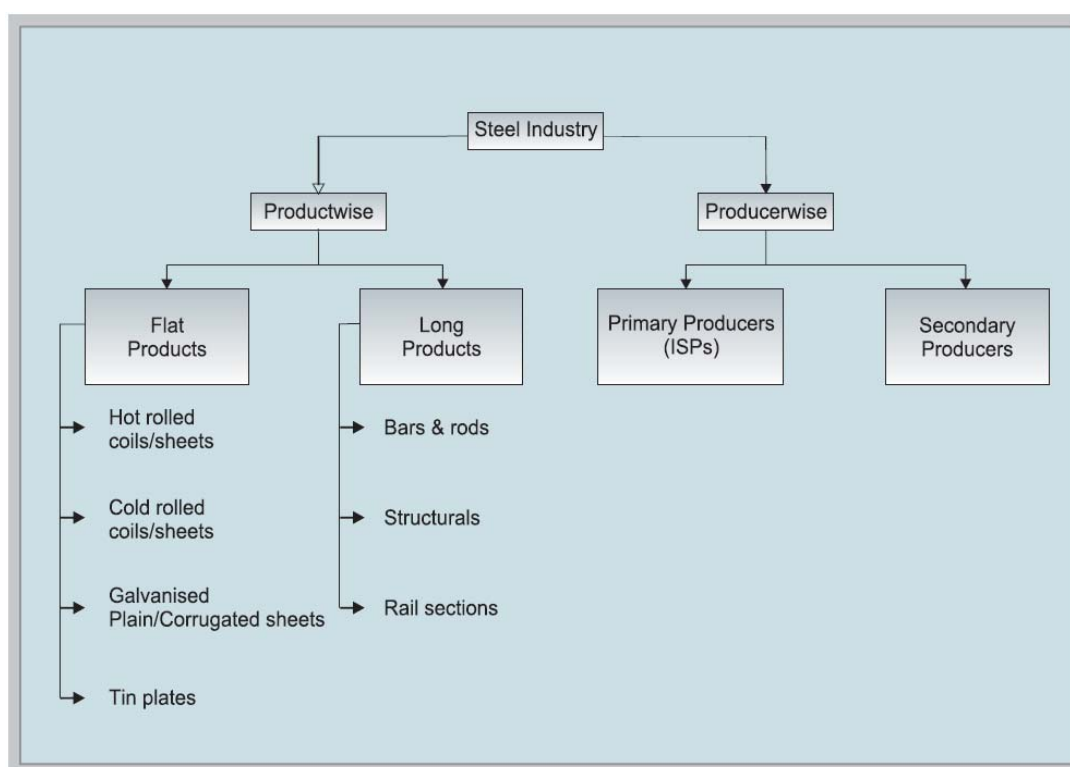 Steel Industry
Productwise
Producerwise
Flat
Products
Long
Products
Primary Producers
(ISPs)
Secondary
Producers
Hot rolled
coils/sheets
Cold rolled
coils/sheets
Galvanised
Plain/Corrugated sheets
Tin plates
Bars & rods
Structurals
Rail sections